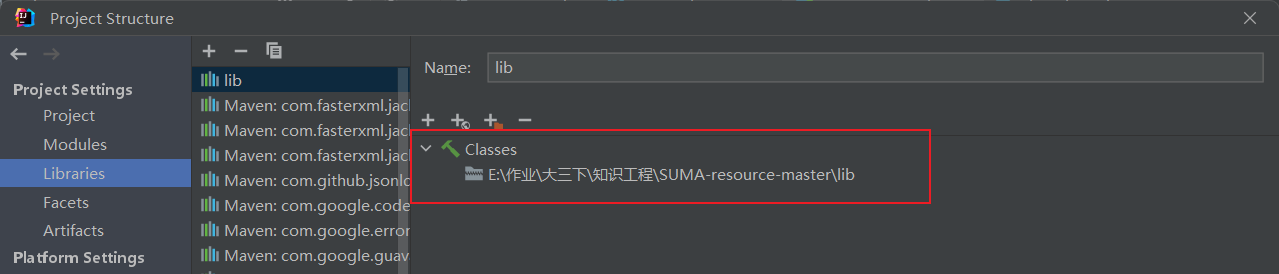 Project Structure
Project Settings
Project
Modules
Libraries
Facets
Artifacts
Platform Settings
lib
Maven: com.fasterxml.jac
Maven: com.fasterxml.jac
Maven: com.fasterxml.jac
Maven: com.github.jsonlc
Maven: com.google.code
Maven: com.google.error
Maven: com.google.guava
Name: lib
Classes
E:\作业\大三下\知识工程\SUMA-resource-master\lib